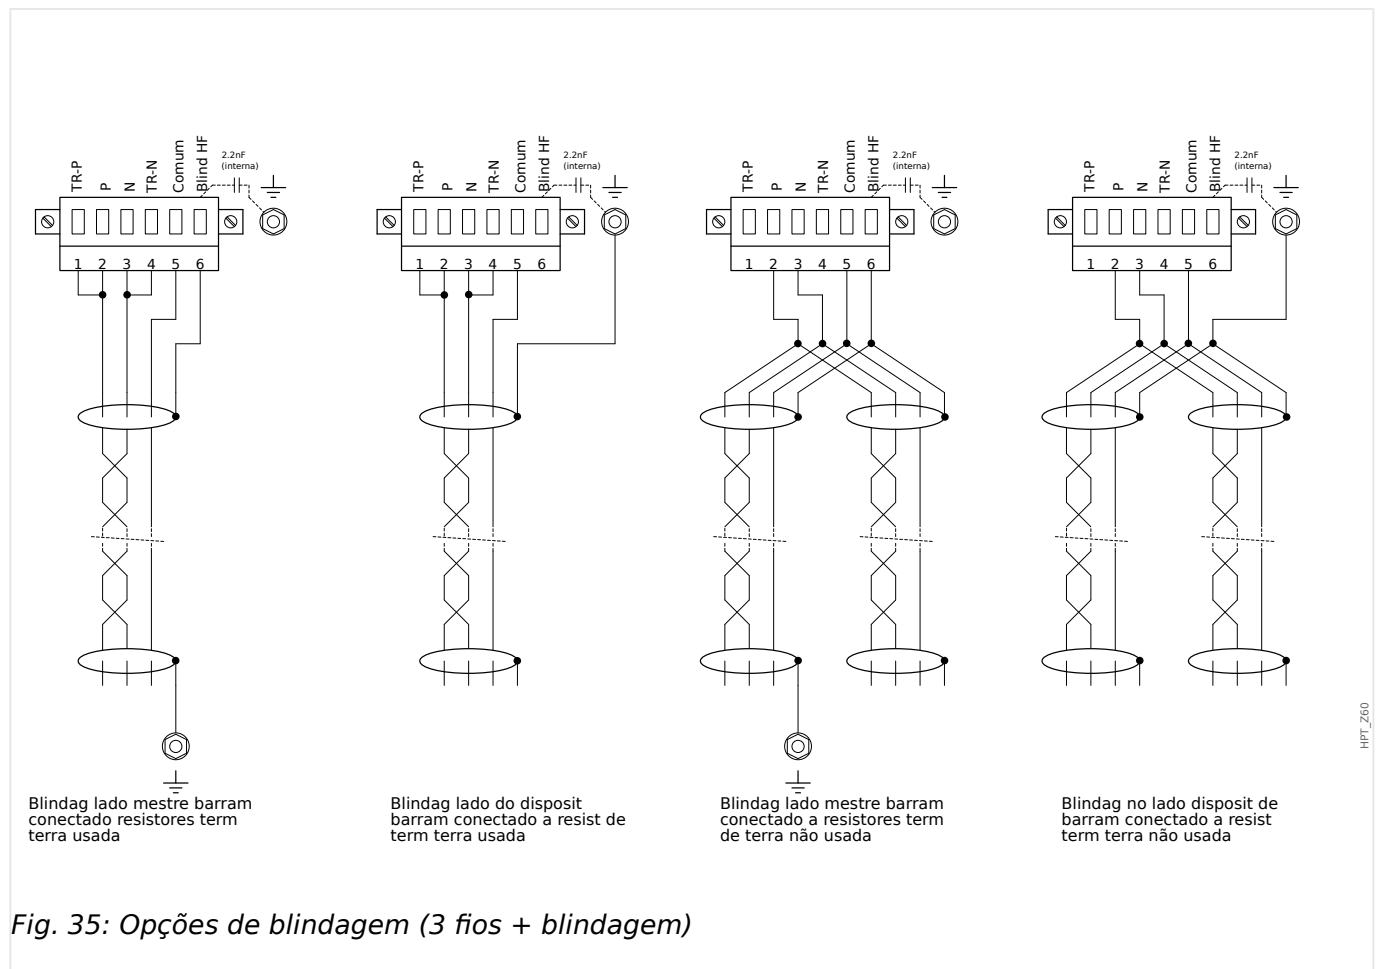 TR-P
P
N
TR-N
Comum
Blind HF
2.2nF
(interna)
1 2 3 4 5 6
TR-P
P
N
TR-N
Comum
Blind HF
2.2nF
(interna)
1 2 3 4 5 6
TR-P
P
N
TR-N
Comum
Blind HF
2.2nF
(interna)
1 2 3 4 5 6
TR-P
P
N
TR-N
Comum
Blind HF
2.2nF
(interna)
1 2 3 4 5 6
HPT_Z60
Blindag lado mestre barram
conectado resistores term
terra usada
Blindag lado do disposit
barram conectado a resist de
term terra usada
Blindag lado mestre barram
conectado a resistores term
de terra não usada
Blindag no lado disposit de
barram conectado a resist
term terra não usada
Fig. 35: Opções de blindagem (3 fios + blindagem)